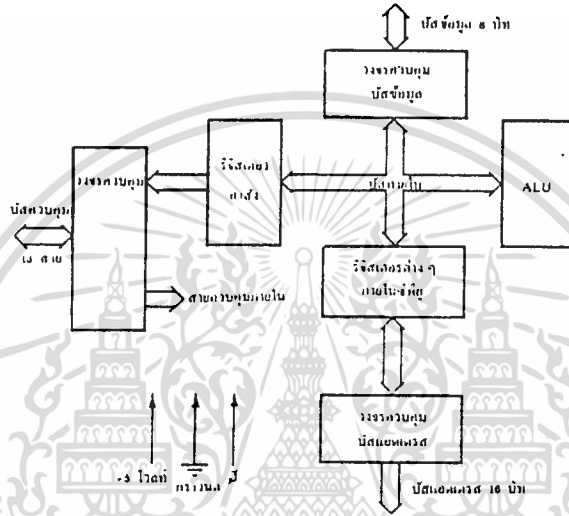 บัสข้อมูล 8 บิท
วงจรควบคุม
บัสข้อมูล
วงจรควบคุม
รีจิสเตอร์
คำสั่ง
บัสภายใน
ALU
บัสควบคุม
13 สาย
สายควบคุมภายใน
รีจิสเตอร์ต่าง ๆ
ภายในซีพียู
วงจรควบคุม
บัสแอดเดรส
โวลท์
กราวนด์
บัสแอดเดรส 16 บิท